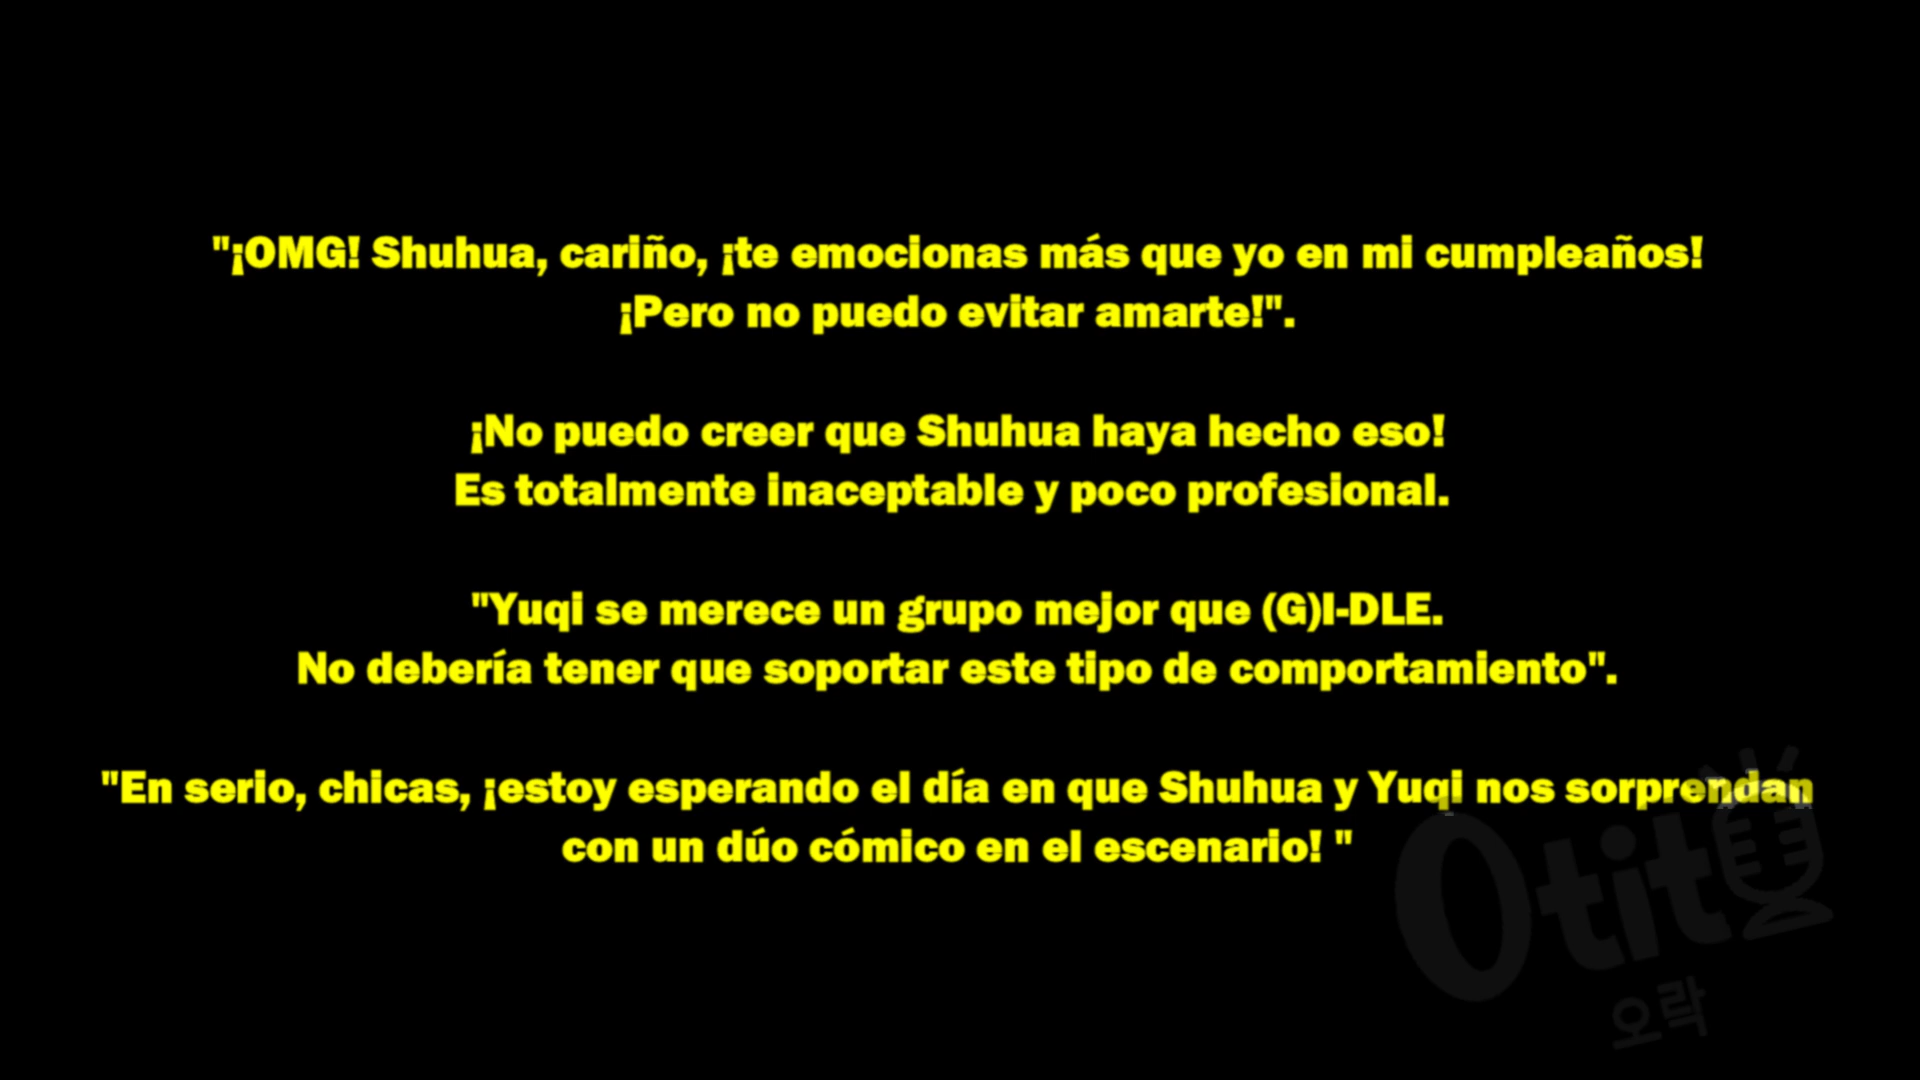 "¡OMG! Shuhua, cariño, ¡te emocionas más que yo en mi cumpleaños!
¡Pero no puedo evitar amarte!".
¡No puedo creer que Shuhua haya hecho eso!
Es totalmente inaceptable y poco profesional.
"Yuqi se merece un grupo mejor que (G)I-DLE.
No debería tener que soportar este tipo de comportamiento".
"En serio, chicas, ¡estoy esperando el día en que Shuhua y Yuqi nos sorprendan
con un dúo cómico en el escenario! "
Otit
오락